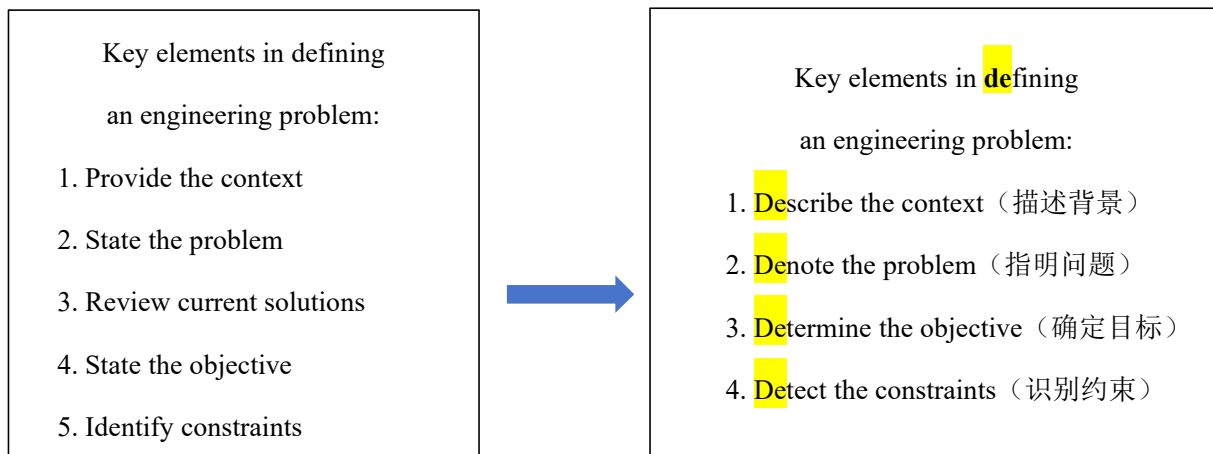 Key elements in defining
an engineering problem:
1. Provide the context
2. State the problem
3. Review current solutions
4. State the objective
5. Identify constraints
Key elements in defining
an engineering problem:
1. Describe the context（描述背景）
2. Denote the problem（指明问题）
3. Determine the objective（确定目标）
4. Detect the constraints（识别约束）